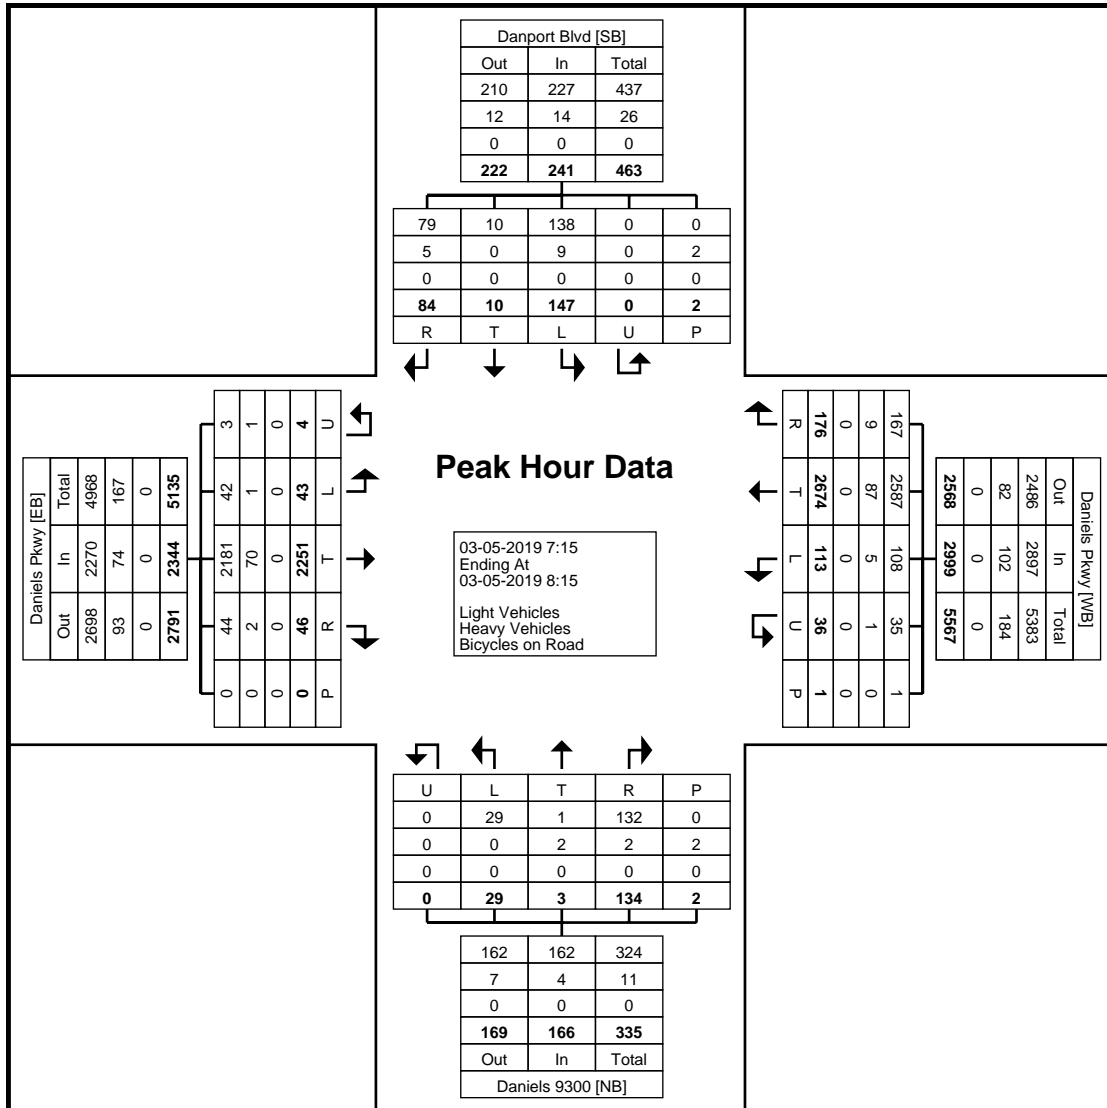 Danport Blvd [SB]
Out In Total
210 227 437
12 14 26
0 0 0
222 241 463
79 10 138 0 0
5 0 9 0 2
0 0 0 0 0
84 10 147 0 2
R T L U P
Daniels Pkwy [EB]
Total In Out
4968 2270 2698
167 74 93
0 0 0
5135 2344 2791
3 42 2181 44 0
1 1 70 2 0
0 0 0 0 0
4 43 2251 46 0
U L T R P
Peak Hour Data
03-05-2019 7:15
Ending At
03-05-2019 8:15
Light Vehicles
Heavy Vehicles
Bicycles on Road
Daniels Pkwy [WB]
Out In Total
2486 2897 5383
82 102 184
0 0 0
2568 2999 5567
167 2587 108 35 1
9 87 5 1 0
0 0 0 0 0
176 2674 113 36 1
R T L U P
U L T R P
0 29 1 132 0
0 0 2 2 2
0 0 0 0 0
0 29 3 134 2
162 162 324
7 4 11
0 0 0
169 166 335
Out In Total
Daniels 9300 [NB]